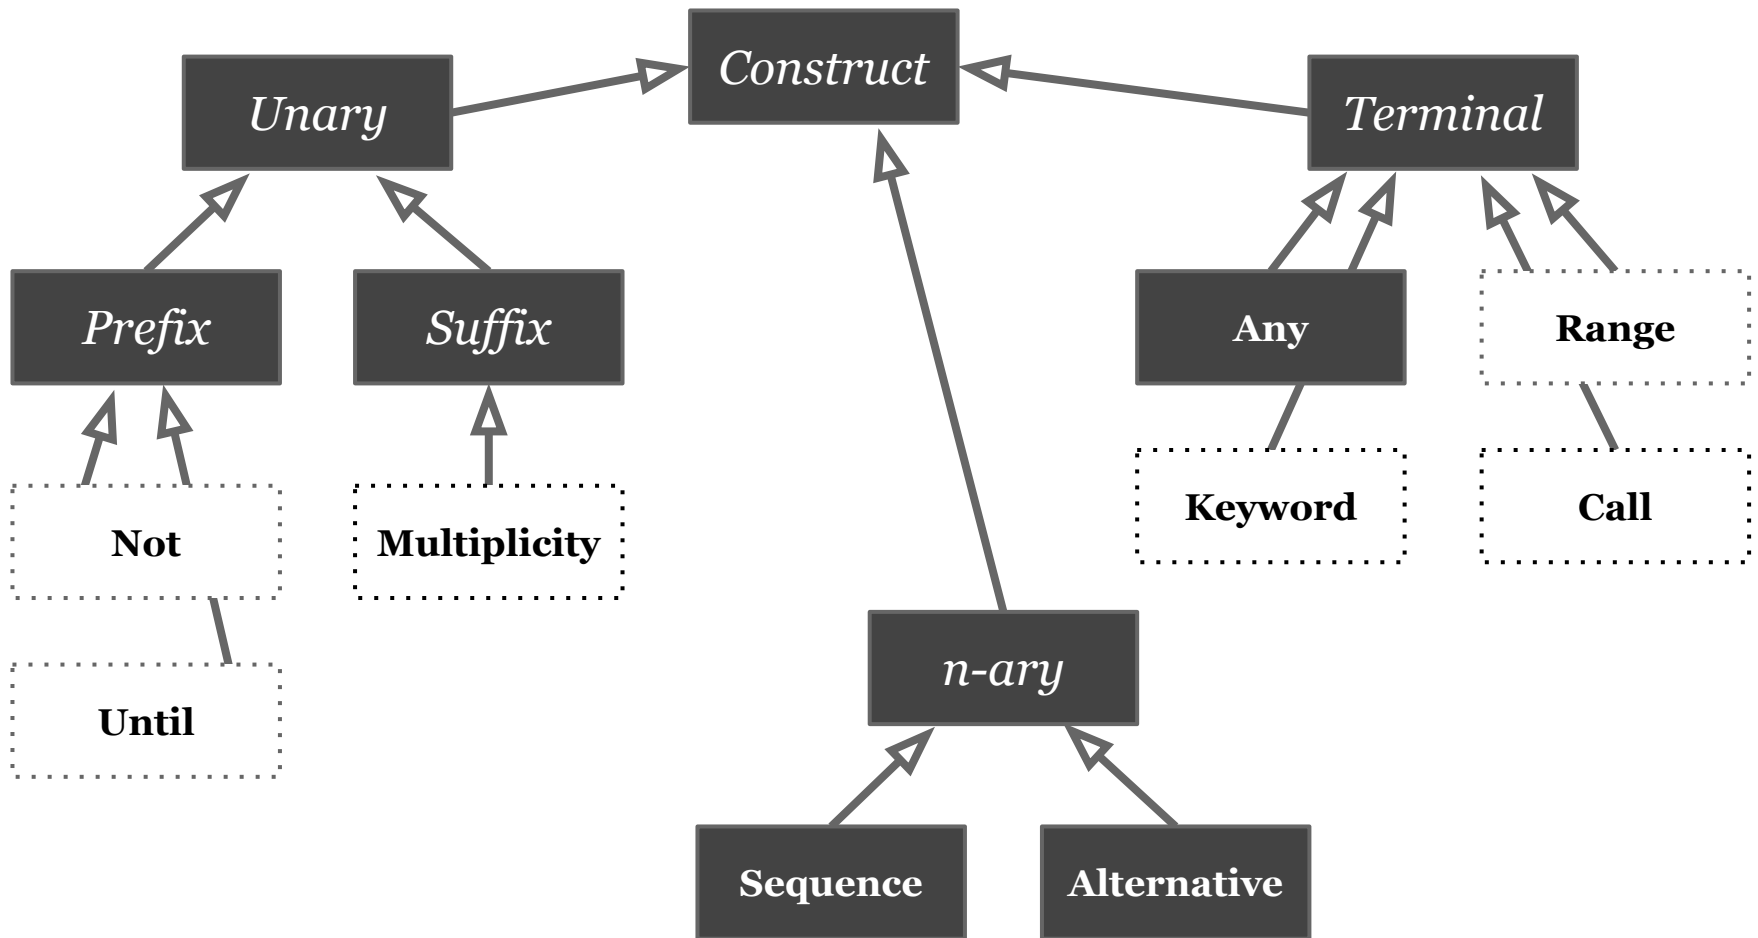 Construct
Unary
Terminal
Prefix
Suffix
Any
Range
Keyword
Call
Not
Multiplicity
n-ary
Until
Sequence
Alternative